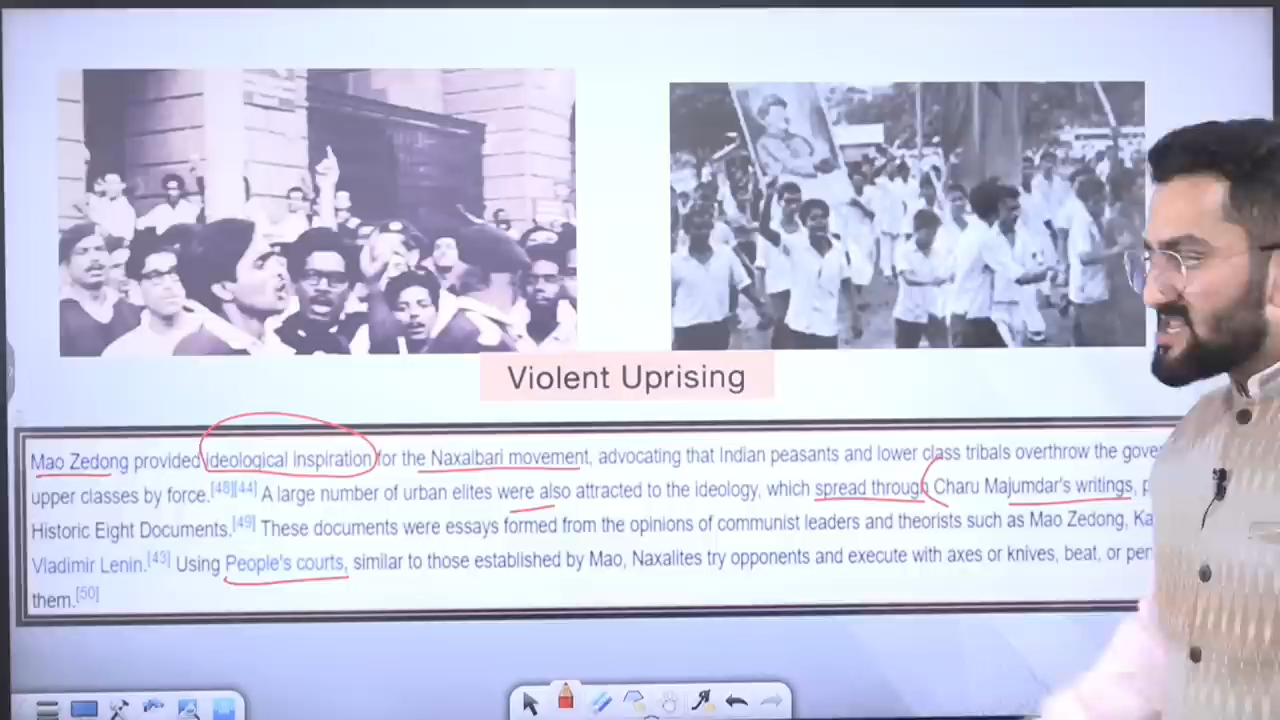 Violent Uprising
Mao Zedong provided ideological inspiration for the Naxalbari movement, advocating that Indian peasants and lower class tribals overthrow the gove
upper classes by force.[48][44] A large number of urban elites were also attracted to the ideology, which spread through Charu Majumdar's writings, p
Historic Eight Documents.[49] These documents were essays formed from the opinions of communist leaders and theorists such as Mao Zedong, Ka
Vladimir Lenin.[43] Using People's courts, similar to those established by Mao, Naxalites try opponents and execute with axes or knives, beat, or per
them.[50]